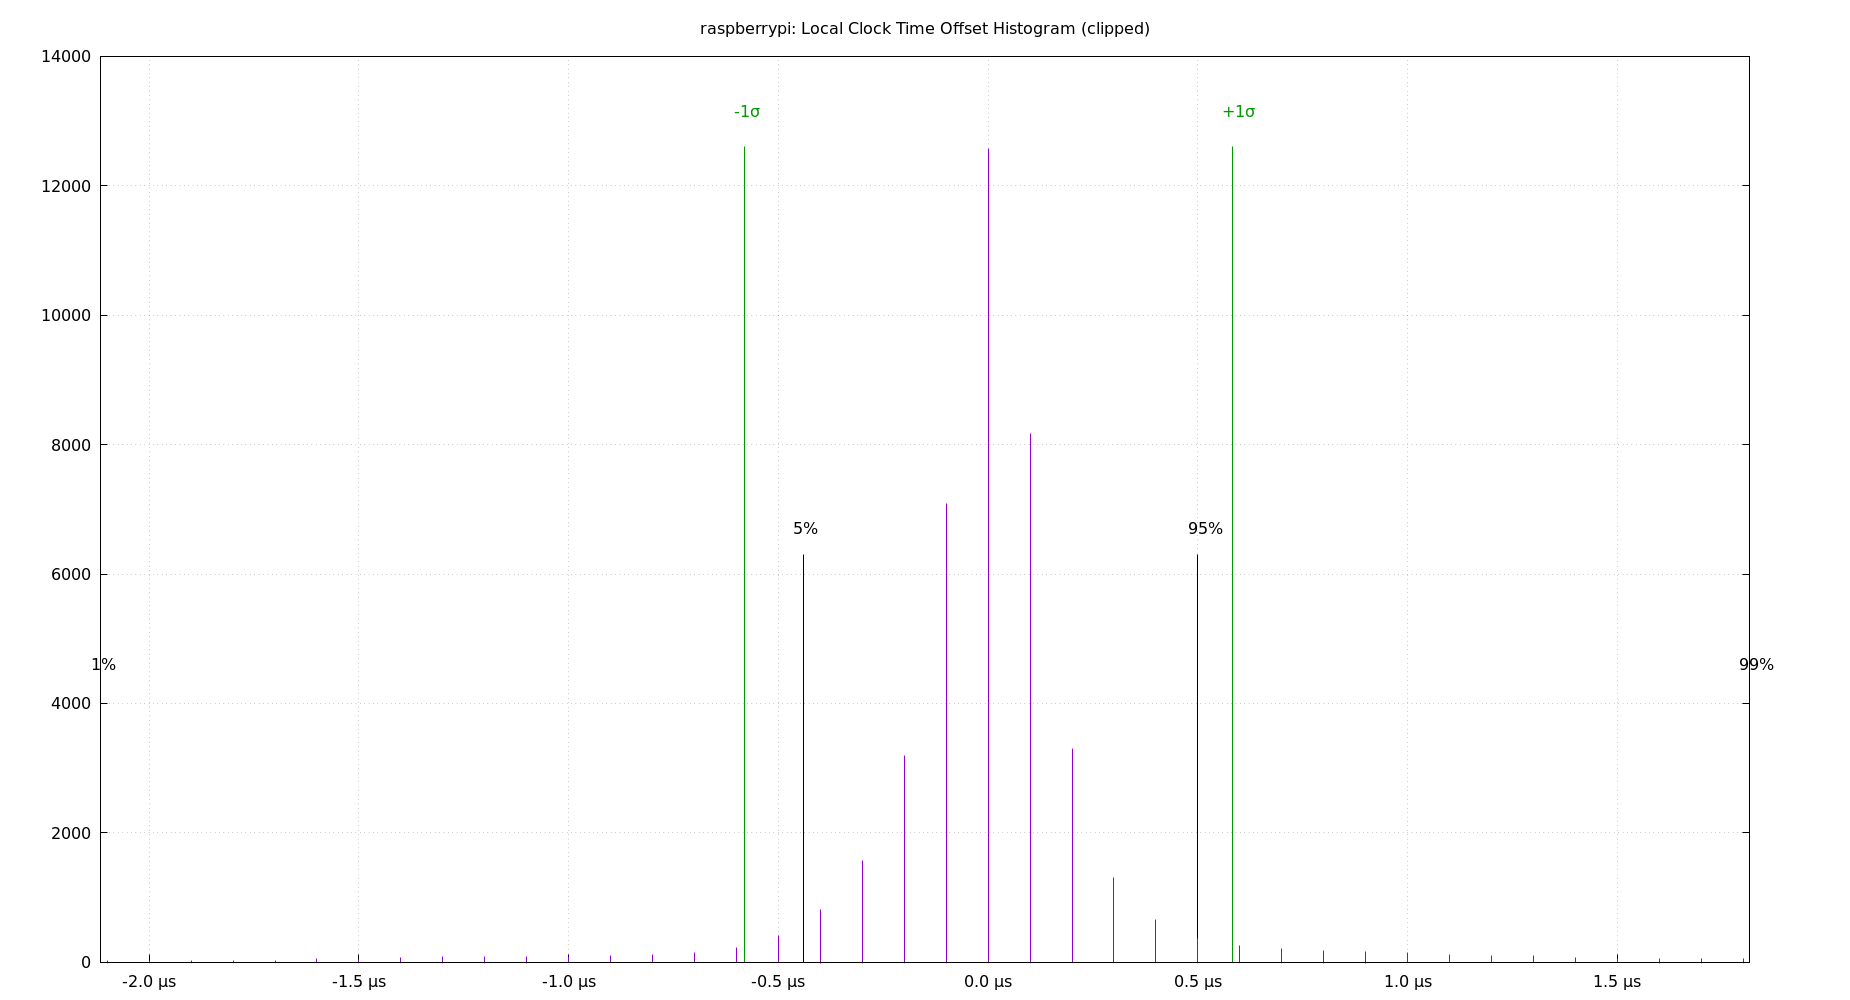 raspberrypi: Local Clock Time Offset Histogram (clipped)
14000
-1σ
+1σ
12000
10000
8000
5%
95%
6000
1%
99%
4000
2000
0
-2.0 µs
-1.5 µs
-1.0 µs
-0.5 µs
0.0 µs
0.5 µs
1.0 µs
1.5 µs